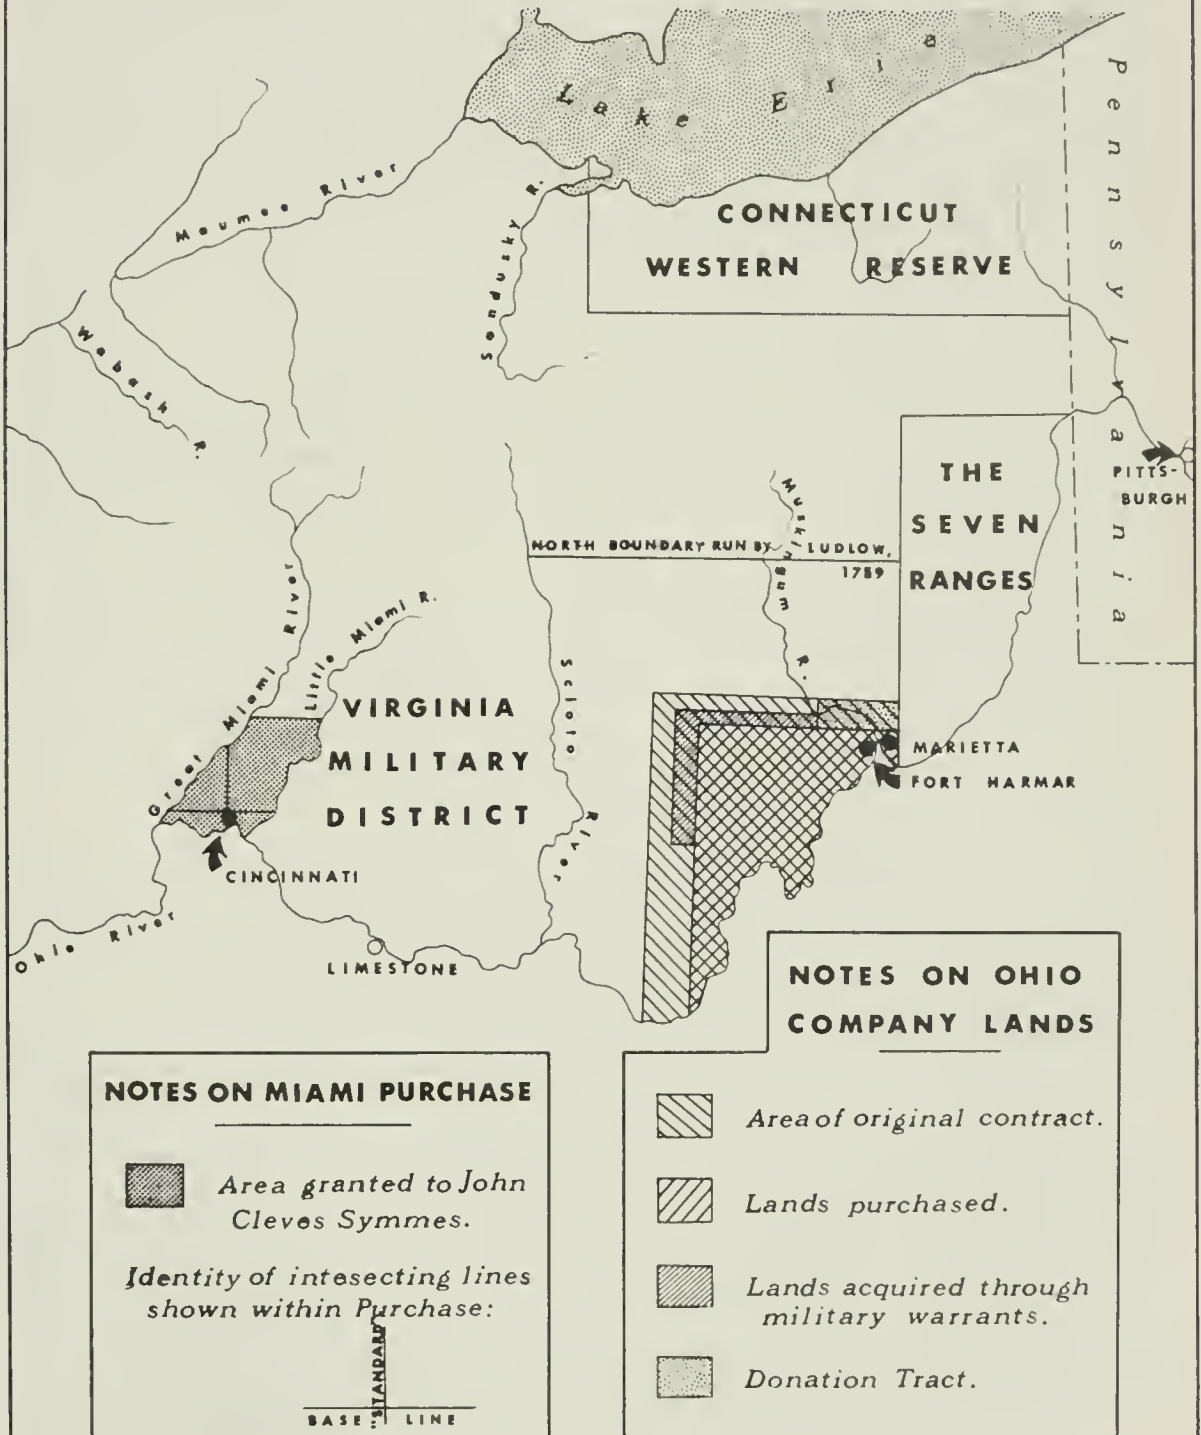 Lake Erie
Pennsylvania
Maumee River
Sandusky R.
CONNECTICUT
WESTERN RESERVE
Wabash R.
THE
SEVEN
RANGES
PITTS-
BURGH
Muskingum R.
NORTH BOUNDARY RUN BY LUDLOW,
1789
Great Miami River
Little Miami R.
Scioto River
VIRGINIA
MILITARY
DISTRICT
MARIETTA
FORT HARMAR
CINCINNATI
Ohio River
LIMESTONE
NOTES ON MIAMI PURCHASE
Area granted to John
Cleves Symmes.
Identity of intesecting lines
shown within Purchase:
"STANDARD"
BASE LINE
NOTES ON OHIO
COMPANY LANDS
Area of original contract.
Lands purchased.
Lands acquired through
military warrants.
Donation Tract.